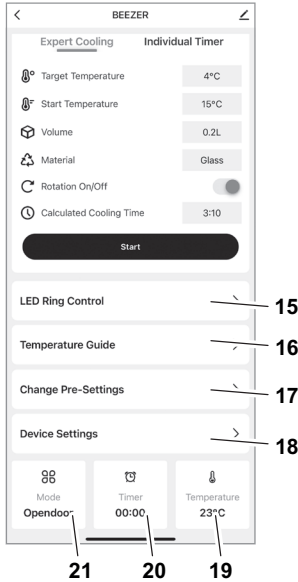 BEEZER
Expert Cooling Individual Timer
Target Temperature 4°C
Start Temperature 15°C
Volume 0.2L
Material Glass
Rotation On/Off
Calculated Cooling Time 3:10
Start
LED Ring Control 15
Temperature Guide 16
Change Pre-Settings 17
Device Settings 18
Mode Timer Temperature
Opendoor 00:00 23°C
21 20 19